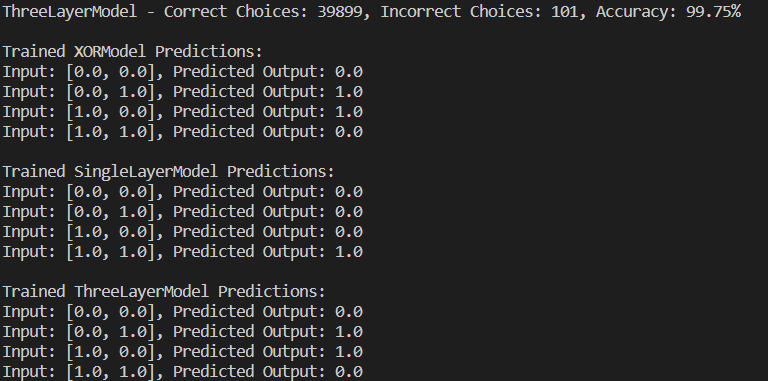 ThreeLayerModel - Correct Choices: 39899, Incorrect Choices: 101, Accuracy: 99.75%
Trained XORModel Predictions:
Input: [0.0, 0.0], Predicted Output: 0.0
Input: [0.0, 1.0], Predicted Output: 1.0
Input: [1.0, 0.0], Predicted Output: 1.0
Input: [1.0, 1.0], Predicted Output: 0.0
Trained SingleLayerModel Predictions:
Input: [0.0, 0.0], Predicted Output: 0.0
Input: [0.0, 1.0], Predicted Output: 0.0
Input: [1.0, 0.0], Predicted Output: 0.0
Input: [1.0, 1.0], Predicted Output: 1.0
Trained ThreeLayerModel Predictions:
Input: [0.0, 0.0], Predicted Output: 0.0
Input: [0.0, 1.0], Predicted Output: 1.0
Input: [1.0, 0.0], Predicted Output: 1.0
Input: [1.0, 1.0], Predicted Output: 0.0